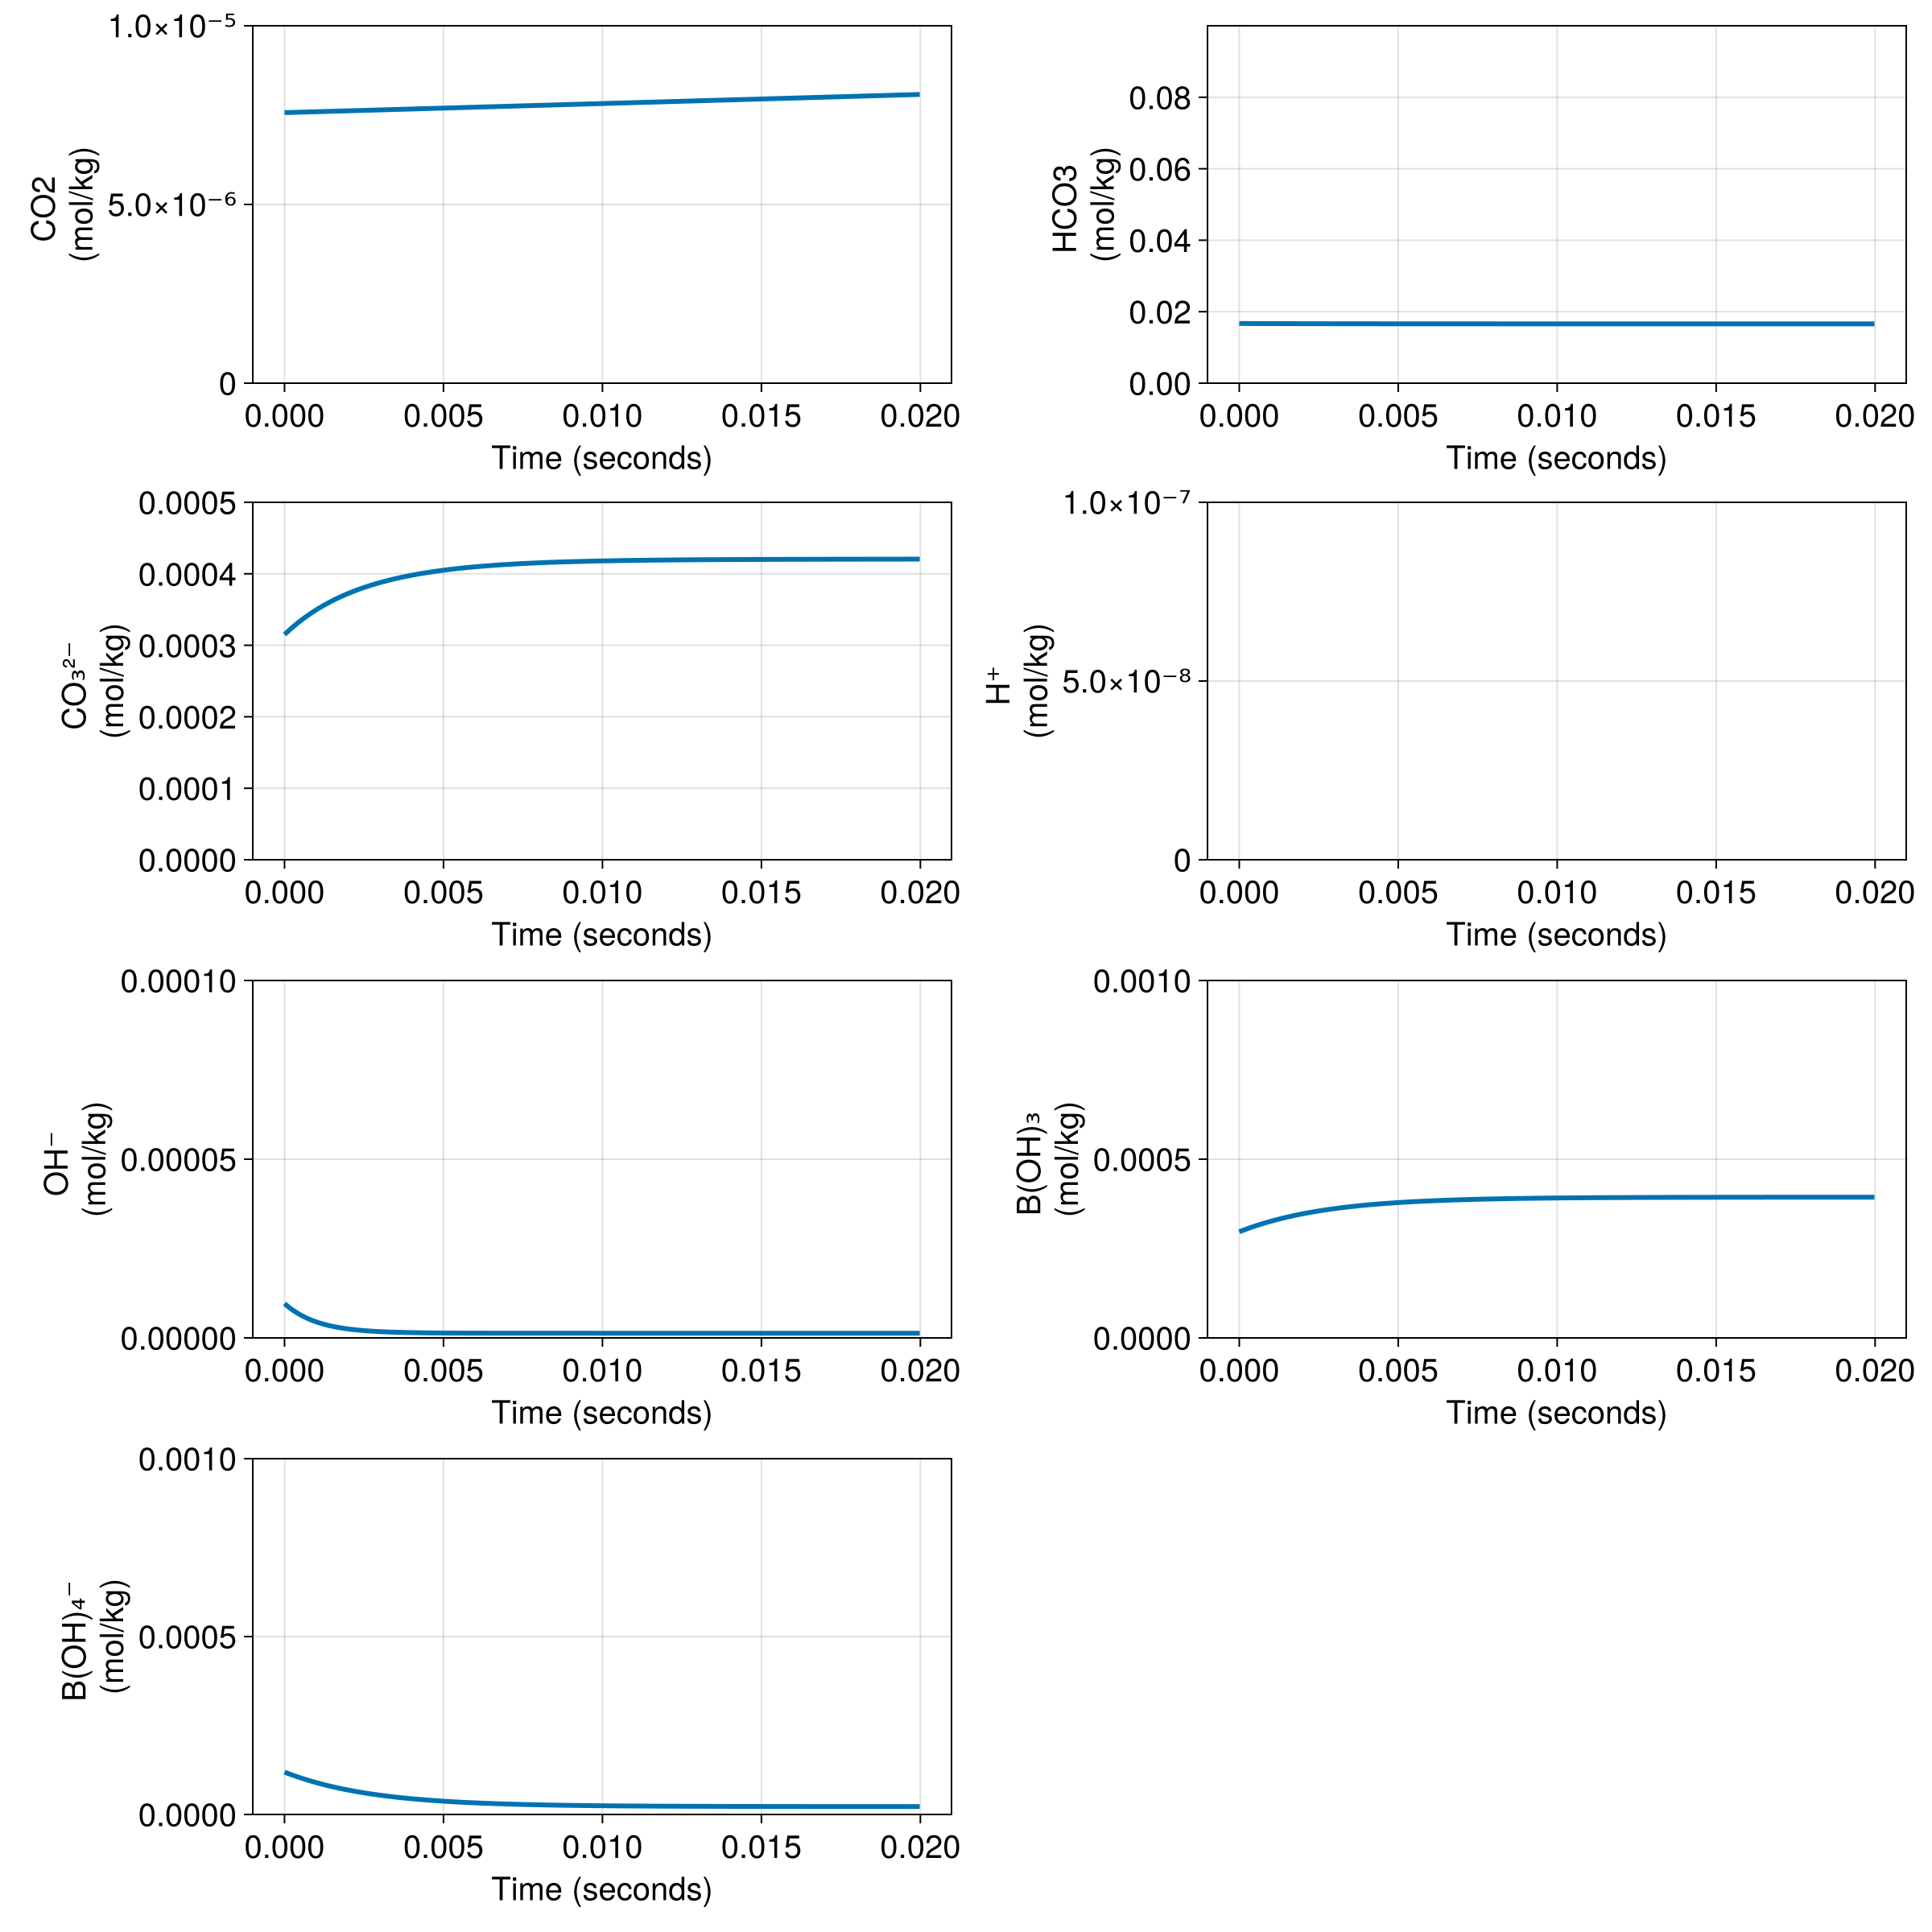 CO2
(mol/kg)
1.0×10⁻⁵
5.0×10⁻⁶
0
0.000 0.005 0.010 0.015 0.020
Time (seconds)
HCO3
(mol/kg)
0.08
0.06
0.04
0.02
0.00
0.000 0.005 0.010 0.015 0.020
Time (seconds)
CO₃²⁻
(mol/kg)
0.0005
0.0004
0.0003
0.0002
0.0001
0.0000
0.000 0.005 0.010 0.015 0.020
Time (seconds)
H⁺
(mol/kg)
1.0×10⁻⁷
5.0×10⁻⁸
0
0.000 0.005 0.010 0.015 0.020
Time (seconds)
OH⁻
(mol/kg)
0.00010
0.00005
0.00000
0.000 0.005 0.010 0.015 0.020
Time (seconds)
B(OH)₃
(mol/kg)
0.0010
0.0005
0.0000
0.000 0.005 0.010 0.015 0.020
Time (seconds)
B(OH)₄⁻
(mol/kg)
0.0010
0.0005
0.0000
0.000 0.005 0.010 0.015 0.020
Time (seconds)